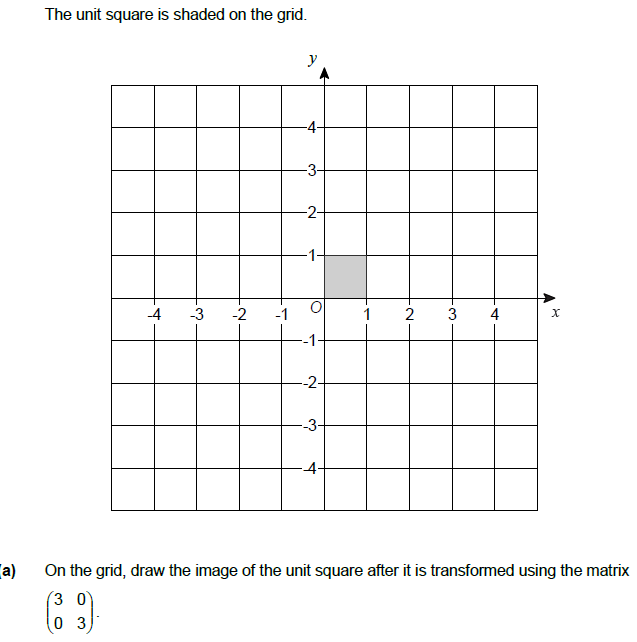 The unit square is shaded on the grid.
y
4
3
2
1
-4 -3 -2 -1 O 1 2 3 4 x
-1
-2
-3
-4
(a) On the grid, draw the image of the unit square after it is transformed using the matrix
(3 0
0 3).